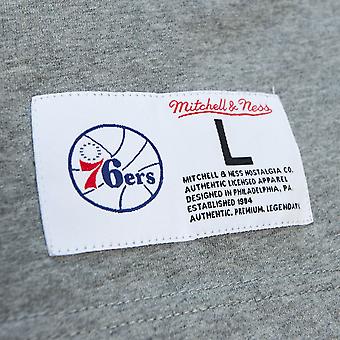 Mitchell & Ness
76ers
L
MITCHELL & NESS NOSTALGIA CO.
AUTHENTIC LICENSED APPAREL
DESIGNED IN PHILADELPHIA, PA.
ESTABLISHED 1904
AUTHENTIC. PREMIUM. LEGENDARY.